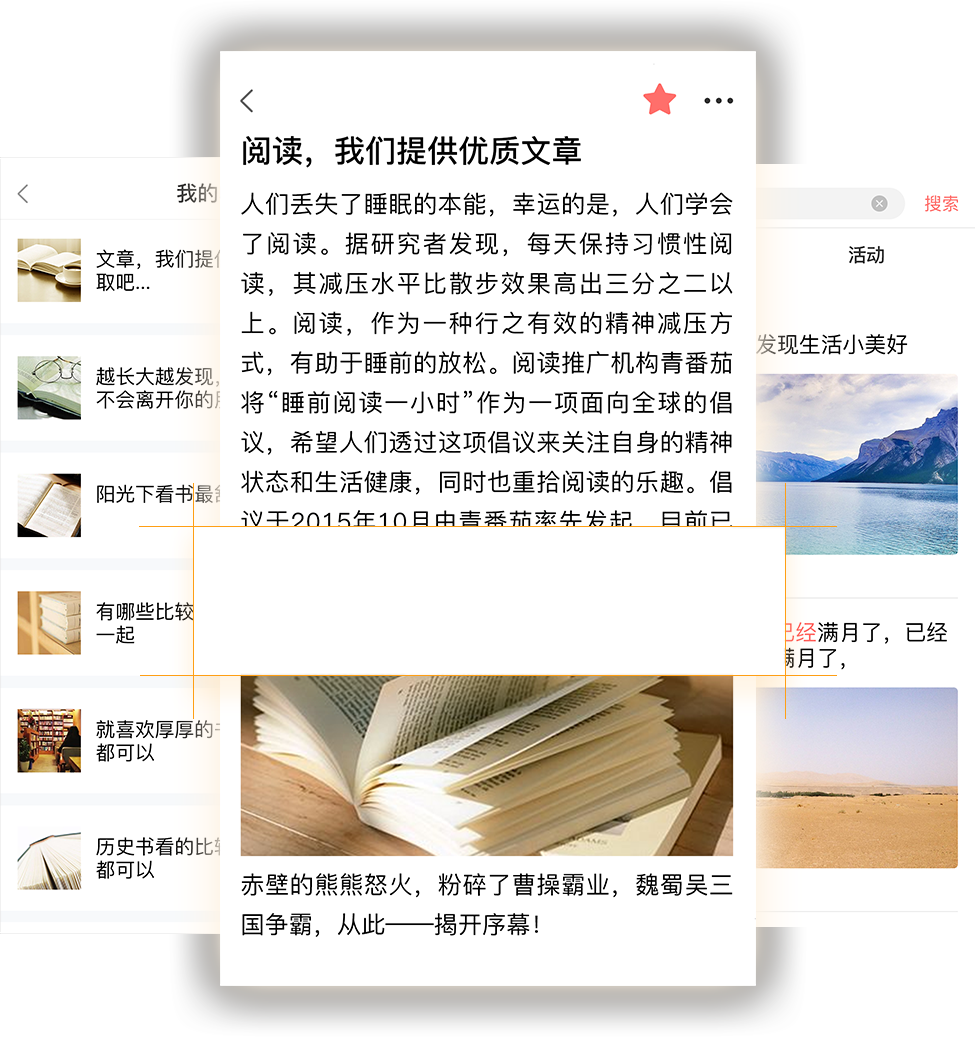 阅读，我们提供优质文章
人们丢失了睡眠的本能，幸运的是，人们学会
了阅读。据研究者发现，每天保持习惯性阅
读，其减压水平比散步效果高出三分之二以
上。阅读，作为一种行之有效的精神减压方
式，有助于睡前的放松。阅读推广机构青番茄
将“睡前阅读一小时”作为一项面向全球的倡
议，希望人们透过这项倡议来关注自身的精神
状态和生活健康，同时也重拾阅读的乐趣。倡
议于2015年10月由青番茄率先发起，目前已
赤壁的熊熊怒火，粉碎了曹操霸业，魏蜀吴三
国争霸，从此——揭开序幕！
我的
文章，我们提供
取吧...
越长大越发现，
不会离开你的
阳光下看书最
有哪些比较
一起
就喜欢厚厚的
都可以
历史书看的比较
都可以
搜索
活动
发现生活小美好
已经满月了，已经
满月了，